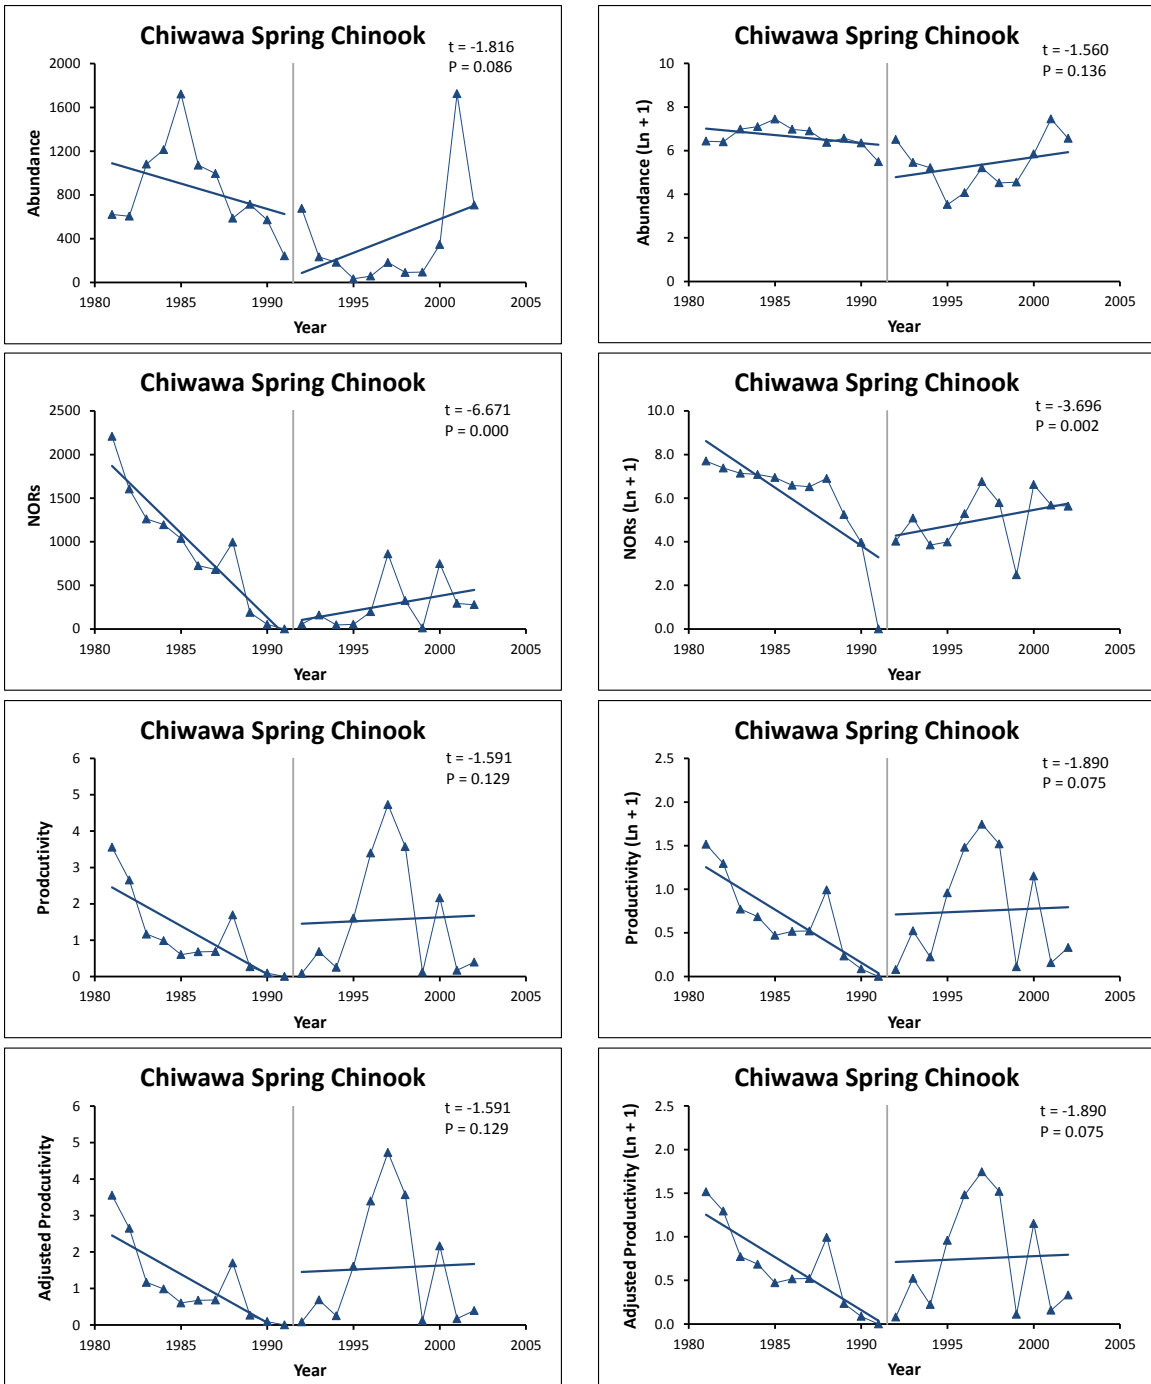 Chiwawa Spring Chinook
t = -1.816
P = 0.086
2000
1600
1200
800
400
0
Abundance
1980
1985
1990
1995
2000
2005
Year
Chiwawa Spring Chinook
t = -1.560
P = 0.136
10
8
6
4
2
0
Abundance (Ln + 1)
1980
1985
1990
1995
2000
2005
Year
Chiwawa Spring Chinook
t = -6.671
P = 0.000
2500
2000
1500
1000
500
0
NORs
1980
1985
1990
1995
2000
2005
Year
Chiwawa Spring Chinook
t = -3.696
P = 0.002
10.0
8.0
6.0
4.0
2.0
0.0
NORs (Ln + 1)
1980
1985
1990
1995
2000
2005
Year
Chiwawa Spring Chinook
t = -1.591
P = 0.129
6
5
4
3
2
1
0
Prodcutivity
1980
1985
1990
1995
2000
2005
Year
Chiwawa Spring Chinook
t = -1.890
P = 0.075
2.5
2.0
1.5
1.0
0.5
0.0
Productivity (Ln + 1)
1980
1985
1990
1995
2000
2005
Year
Chiwawa Spring Chinook
t = -1.591
P = 0.129
6
5
4
3
2
1
0
Adjusted Prodcutivity
1980
1985
1990
1995
2000
2005
Year
Chiwawa Spring Chinook
t = -1.890
P = 0.075
2.5
2.0
1.5
1.0
0.5
0.0
Adjusted Productivity (Ln + 1)
1980
1985
1990
1995
2000
2005
Year